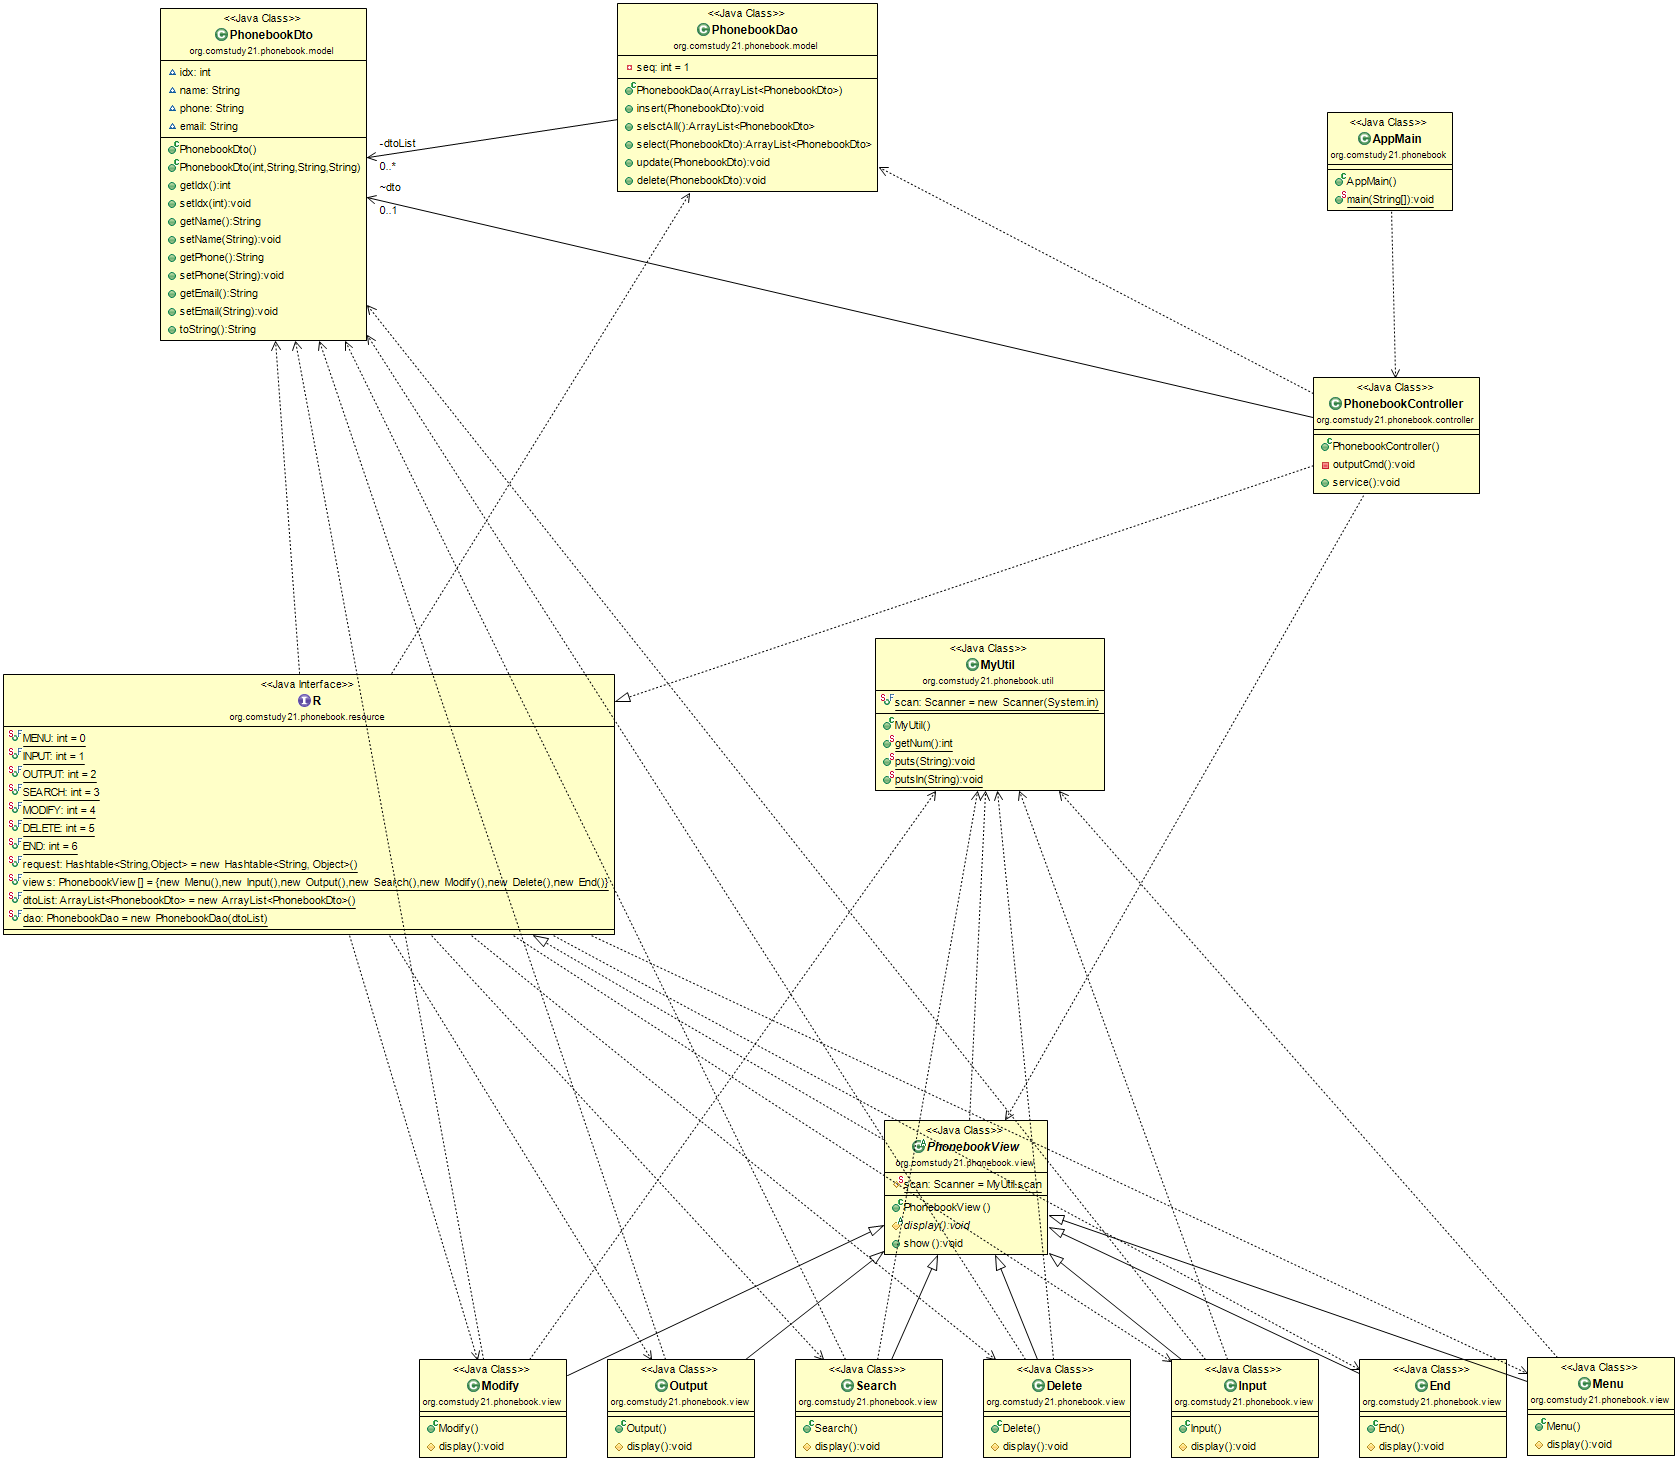 <<Java Class>>
PhonebookDto
org.comstudy21.phonebook.model
idx: int
name: String
phone: String
email: String
PhonebookDto()
PhonebookDto(int,String,String,String)
getIdx():int
setIdx(int):void
getName():String
setName(String):void
getPhone():String
setPhone(String):void
getEmail():String
setEmail(String):void
toString():String
<<Java Class>>
PhonebookDao
org.comstudy21.phonebook.model
seq: int = 1
PhonebookDao(ArrayList<PhonebookDto>)
insert(PhonebookDto):void
selsctAll():ArrayList<PhonebookDto>
select(PhonebookDto):ArrayList<PhonebookDto>
update(PhonebookDto):void
delete(PhonebookDto):void
-dtoList
0..*
~dto
0..1
<<Java Class>>
AppMain
org.comstudy21.phonebook
AppMain()
main(String[]):void
<<Java Class>>
PhonebookController
org.comstudy21.phonebook.controller
PhonebookController()
outputCmd():void
service():void
<<Java Interface>>
R
org.comstudy21.phonebook.resource
MENU: int = 0
INPUT: int = 1
OUTPUT: int = 2
SEARCH: int = 3
MODIFY: int = 4
DELETE: int = 5
END: int = 6
request: Hashtable<String,Object> = new Hashtable<String, Object>()
views: PhonebookView[] = {new Menu(),new Input(),new Output(),new Search(),new Modify(),new Delete(),new End()}
dtoList: ArrayList<PhonebookDto> = new ArrayList<PhonebookDto>()
dao: PhonebookDao = new PhonebookDao(dtoList)
<<Java Class>>
MyUtil
org.comstudy21.phonebook.util
scan: Scanner = new Scanner(System.in)
MyUtil()
getNum():int
puts(String):void
putsln(String):void
<<Java Class>>
PhonebookView
org.comstudy21.phonebook.view
scan: Scanner = MyUtil.scan
PhonebookView()
display():void
show():void
<<Java Class>>
Modify
org.comstudy21.phonebook.view
Modify()
display():void
<<Java Class>>
Output
org.comstudy21.phonebook.view
Output()
display():void
<<Java Class>>
Search
org.comstudy21.phonebook.view
Search()
display():void
<<Java Class>>
Delete
org.comstudy21.phonebook.view
Delete()
display():void
<<Java Class>>
Input
org.comstudy21.phonebook.view
Input()
display():void
<<Java Class>>
End
org.comstudy21.phonebook.view
End()
display():void
<<Java Class>>
Menu
org.comstudy21.phonebook.view
Menu()
display():void